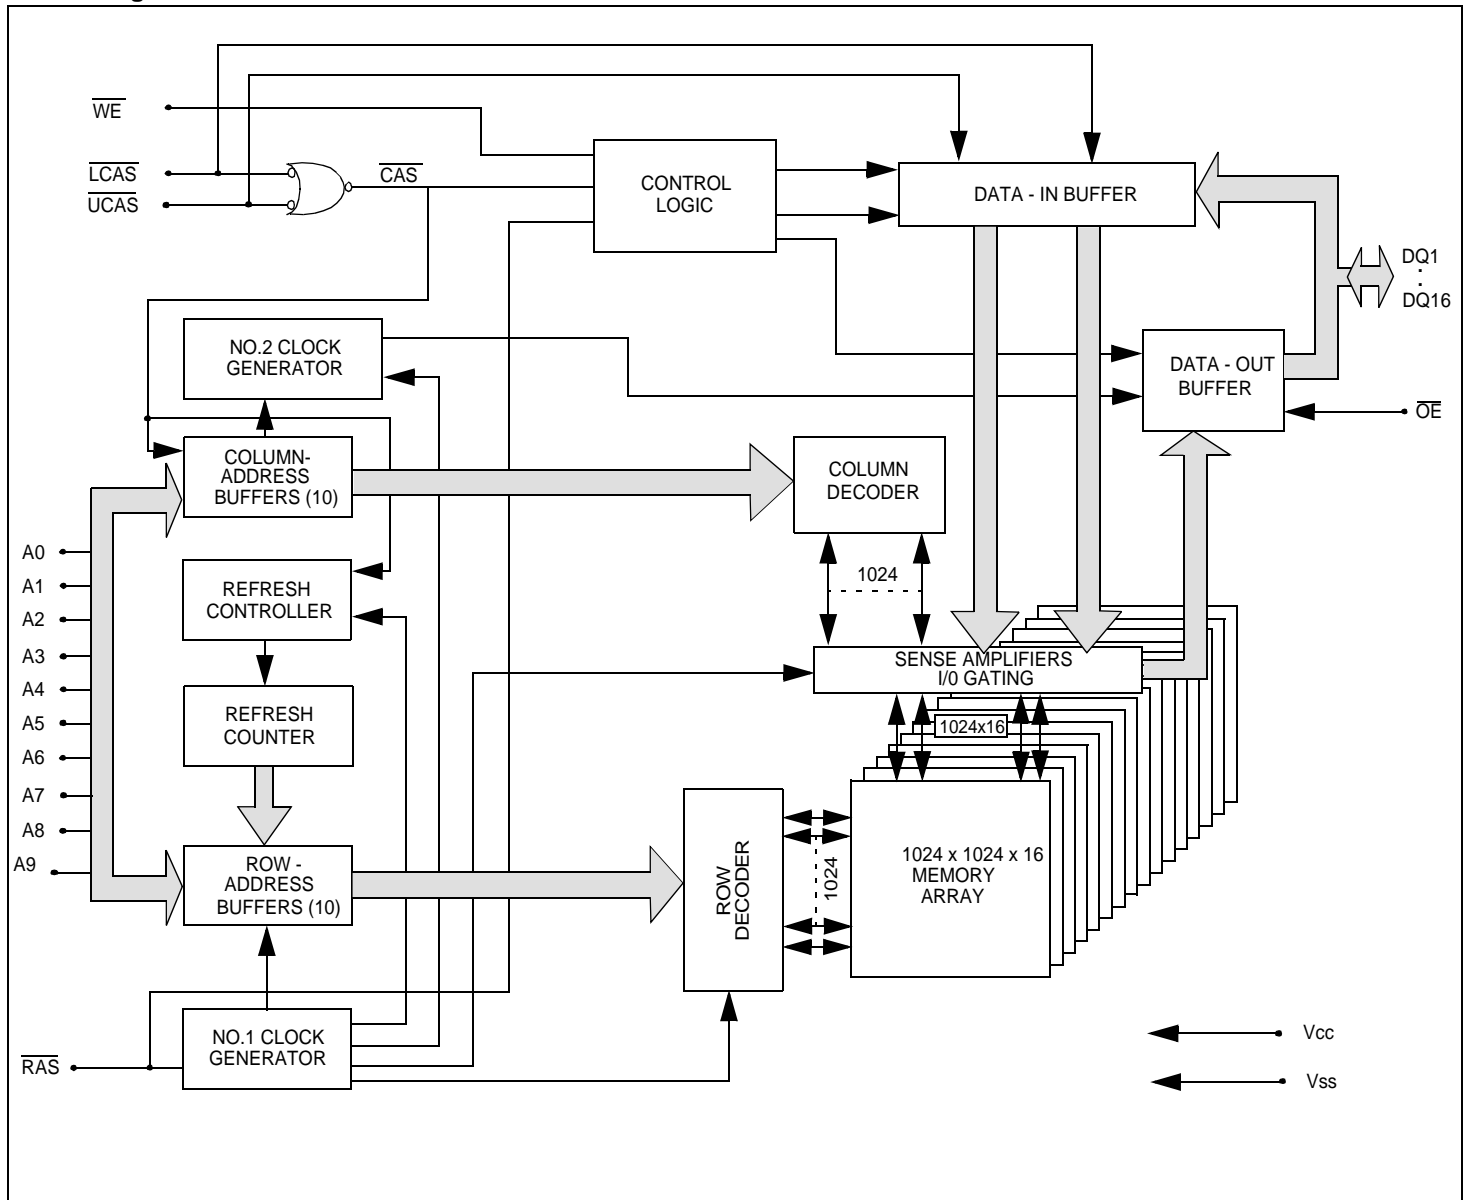 WE
LCAS
UCAS
CAS
CONTROL
LOGIC
DATA - IN BUFFER
DQ1
.
.
DQ16
NO.2 CLOCK
GENERATOR
DATA - OUT
BUFFER
OE
COLUMN-
ADDRESS
BUFFERS (10)
COLUMN
DECODER
A0
A1
A2
A3
A4
A5
A6
A7
A8
A9
REFRESH
CONTROLLER
1024
SENSE AMPLIFIERS
I/0 GATING
REFRESH
COUNTER
1024x16
ROW -
ADDRESS
BUFFERS (10)
ROW
DECODER
1024
1024 x 1024 x 16
MEMORY
ARRAY
NO.1 CLOCK
GENERATOR
RAS
Vcc
Vss